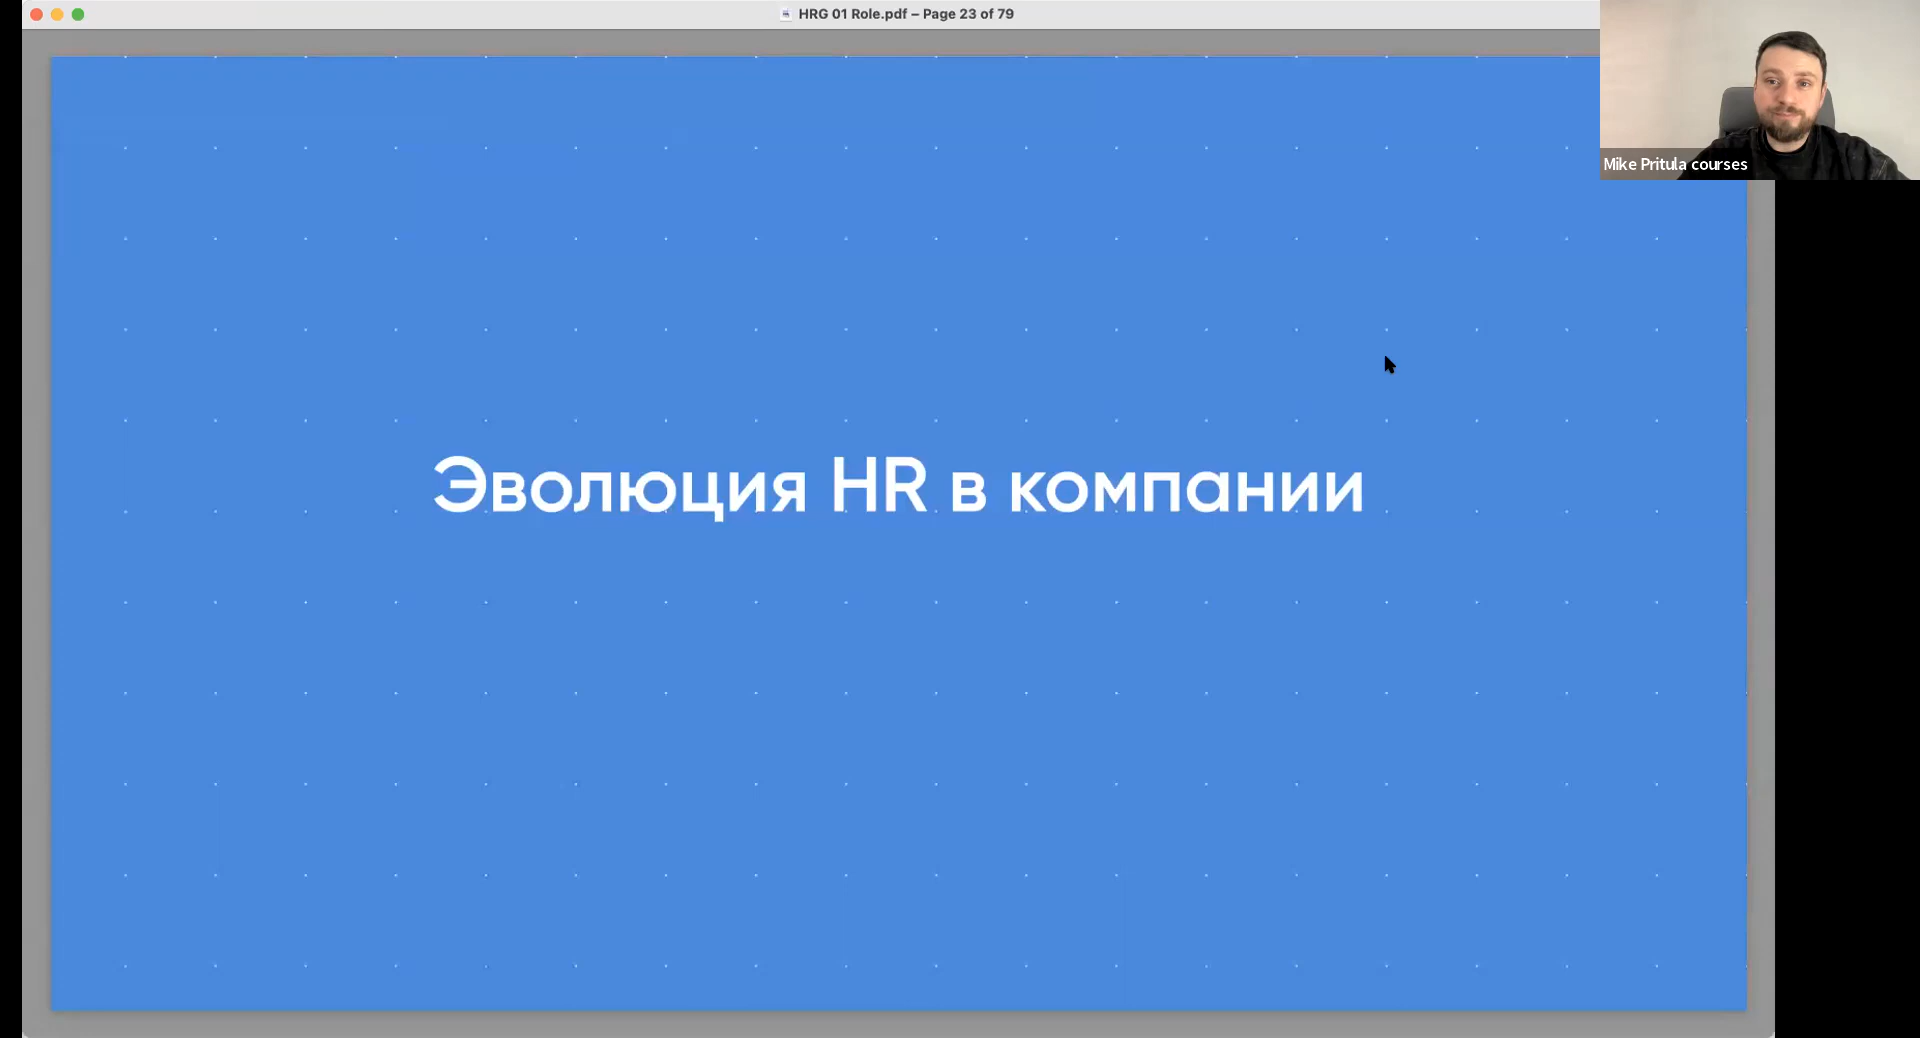 HRG 01 Role.pdf – Page 23 of 79
Mike Pritula courses
Эволюция HR в компании